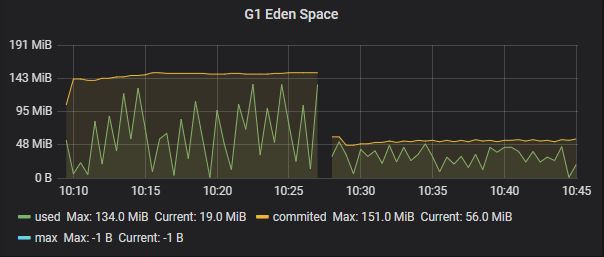 G1 Eden Space
191 MiB
143 MiB
95 MiB
48 MiB
0 B
10:10 10:15 10:20 10:25 10:30 10:35 10:40 10:45
used Max: 134.0 MiB Current: 19.0 MiB commited Max: 151.0 MiB Current: 56.0 MiB
max Max: -1 B Current: -1 B